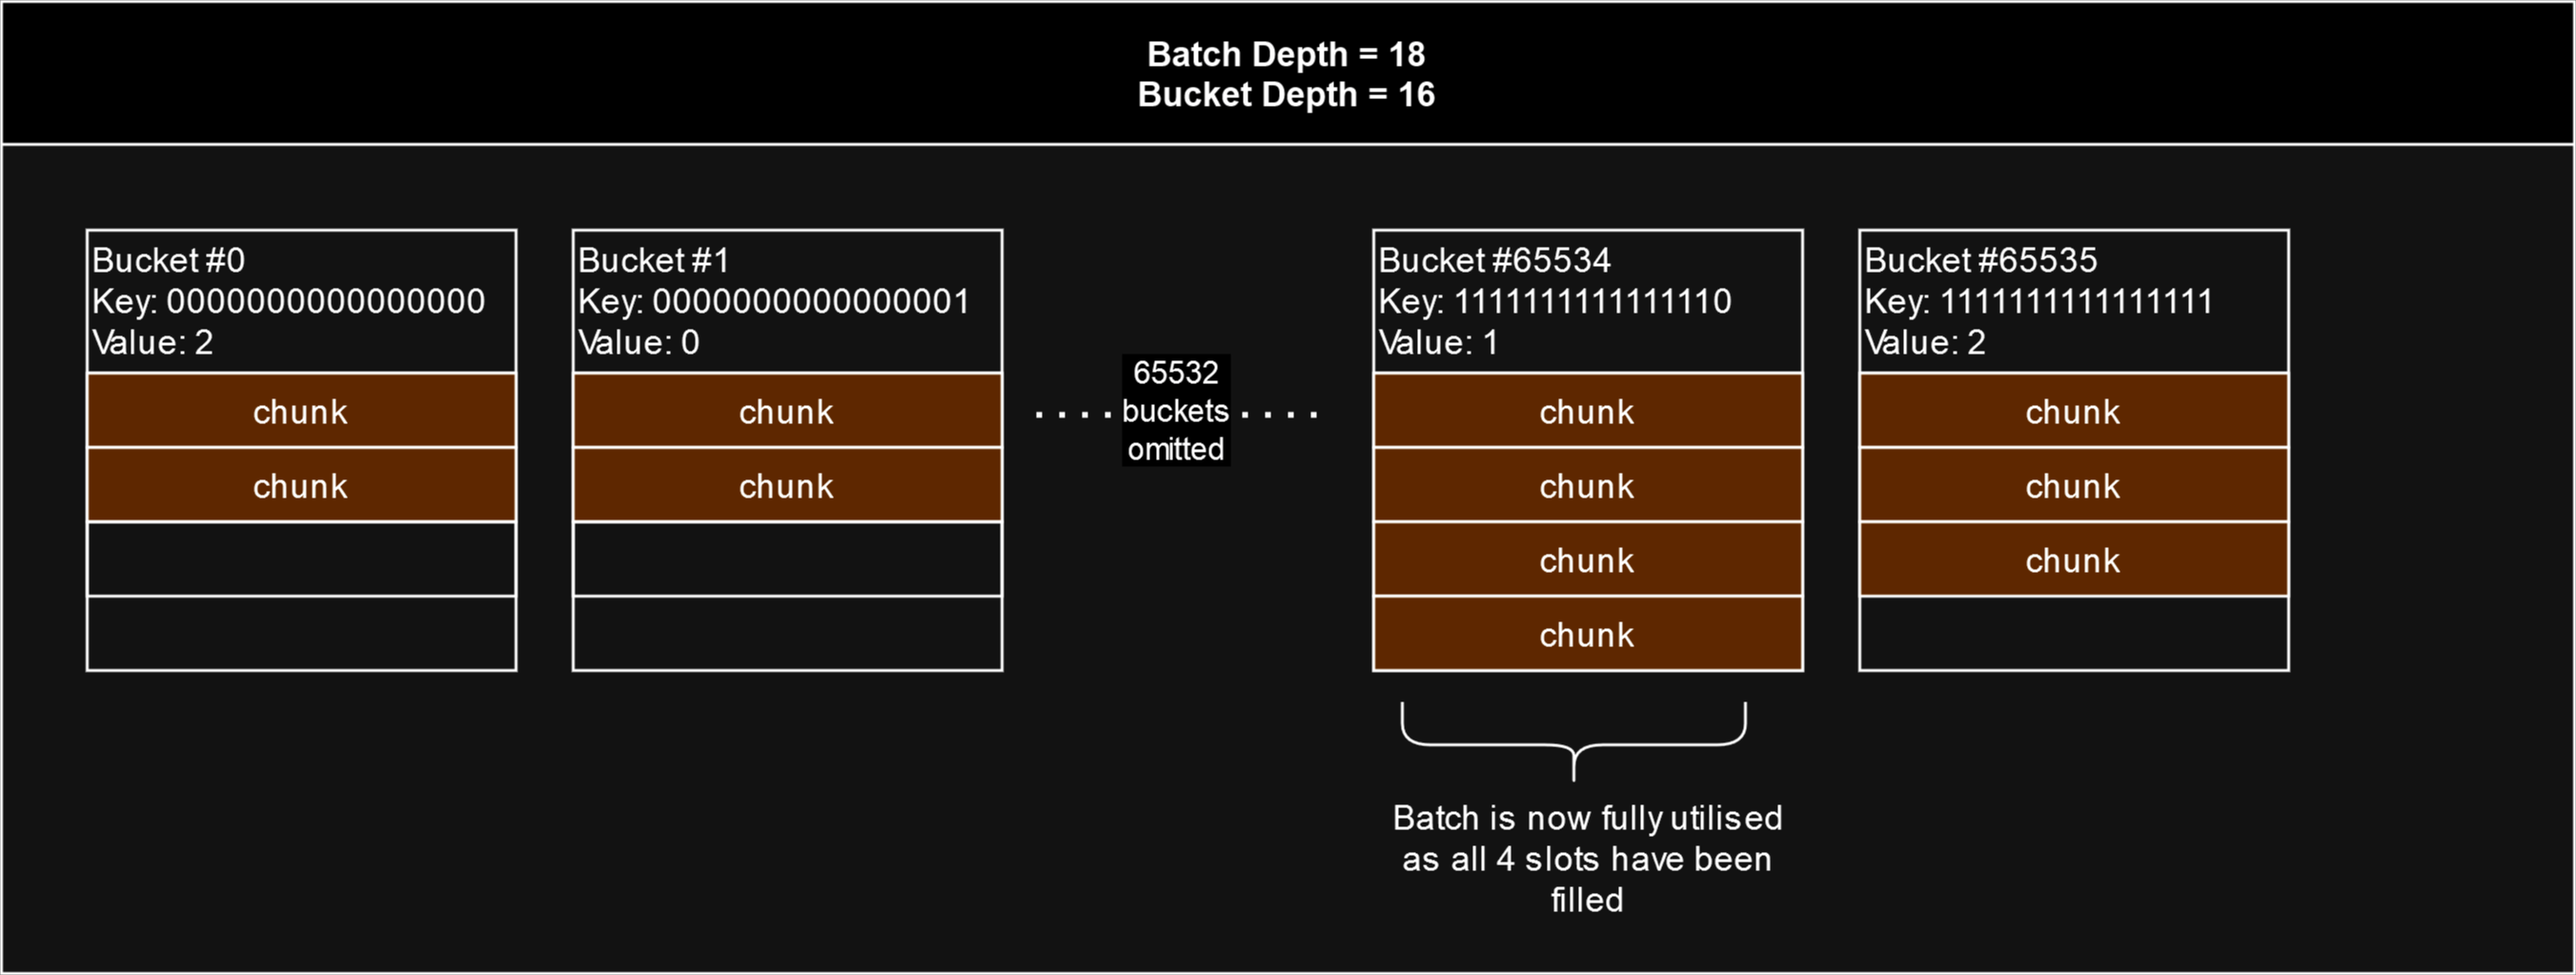 Batch Depth = 18
Bucket Depth = 16
Bucket #0
Key: 0000000000000000
Value: 2
chunk
chunk
Bucket #1
Key: 0000000000000001
Value: 0
chunk
chunk
65532
buckets
omitted
Bucket #65534
Key: 1111111111111110
Value: 1
chunk
chunk
chunk
chunk
Bucket #65535
Key: 1111111111111111
Value: 2
chunk
chunk
chunk
Batch is now fully utilised
as all 4 slots have been
filled